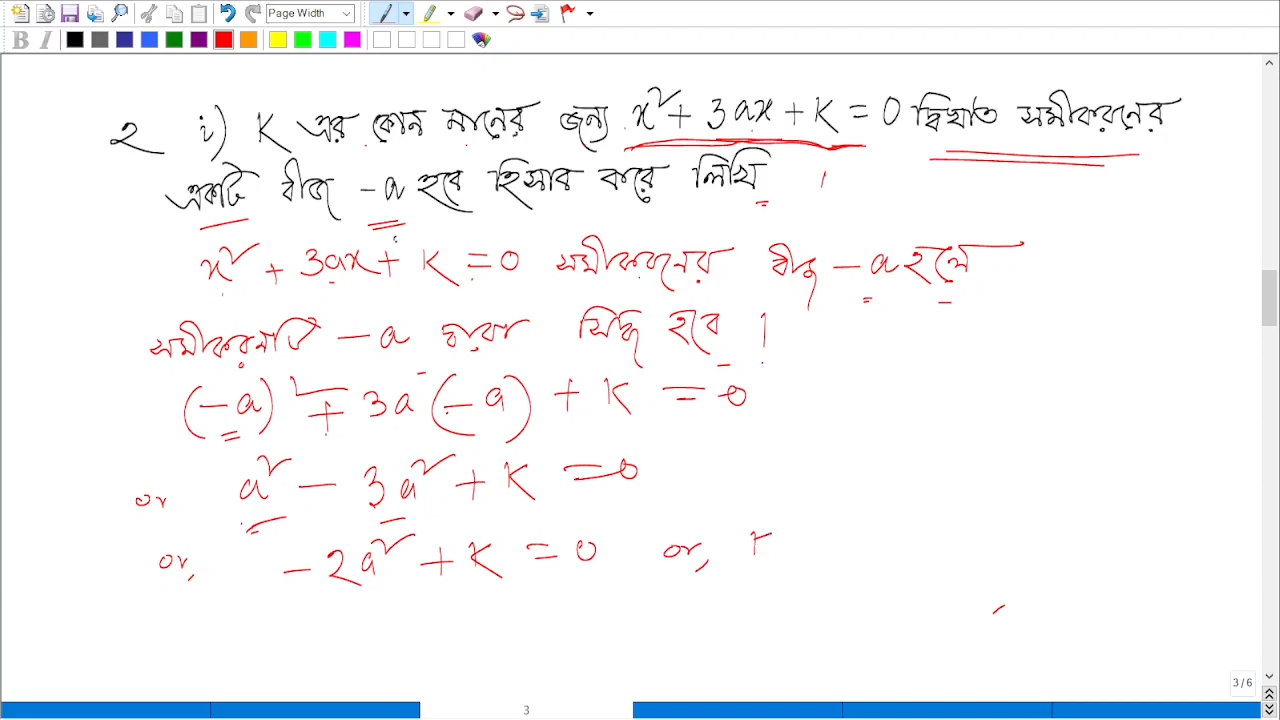 Page Width
B I
২ i) K এর কোন মানের জন্য x² + 3ax + K = 0 দ্বিঘাত সমীকরণের
একটি বীজ -a হবে হিসাব করে লিখি ।
x² + 3ax + K = 0 সমীকরণের বীজ -a হলে
সমীকরণটি -a দ্বারা সিদ্ধ হবে ।
(-a)² + 3a(-a) + K = 0
or a² - 3a² + K = 0
or, -2a² + K = 0 or,
3 / 6
3